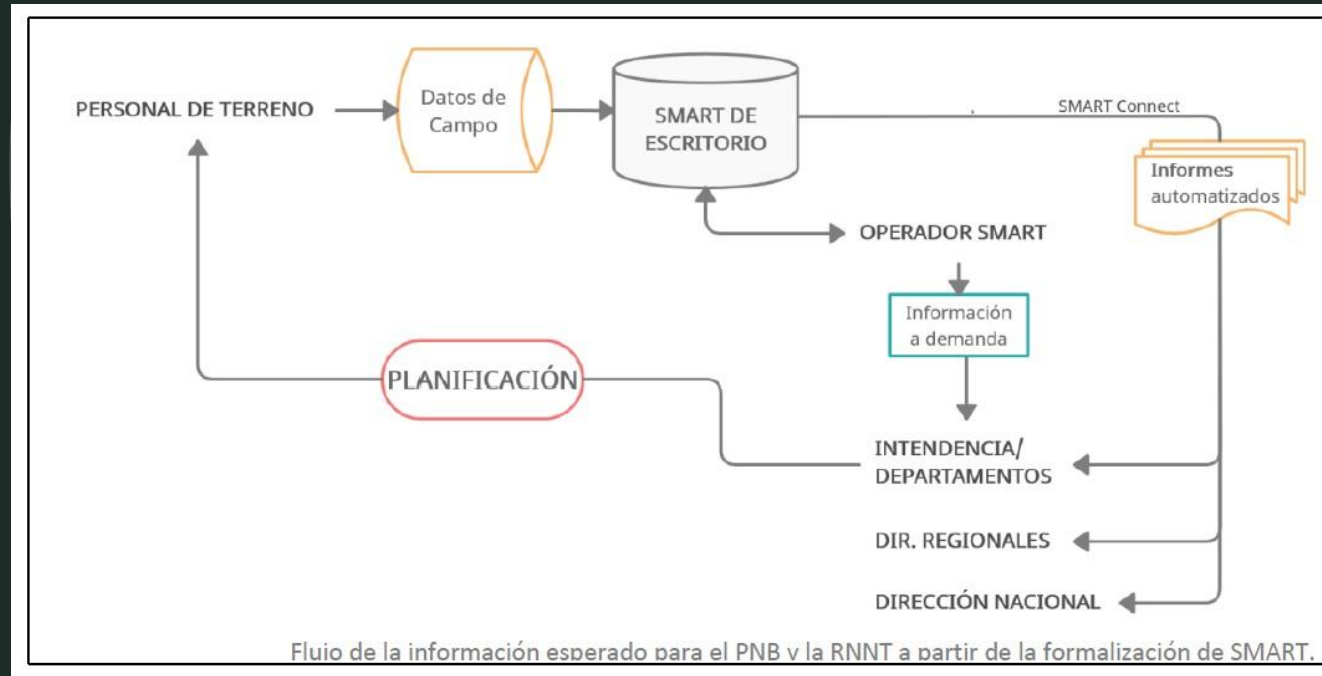 PERSONAL DE TERRENO
Datos de
Campo
SMART DE
ESCRITORIO
SMART Connect
Informes
automatizados
OPERADOR SMART
Información
a demanda
PLANIFICACIÓN
INTENDENCIA/
DEPARTAMENTOS
DIR. REGIONALES
DIRECCIÓN NACIONAL
Flujo de la información esperado para el PNB y la RNNT a partir de la formalización de SMART.